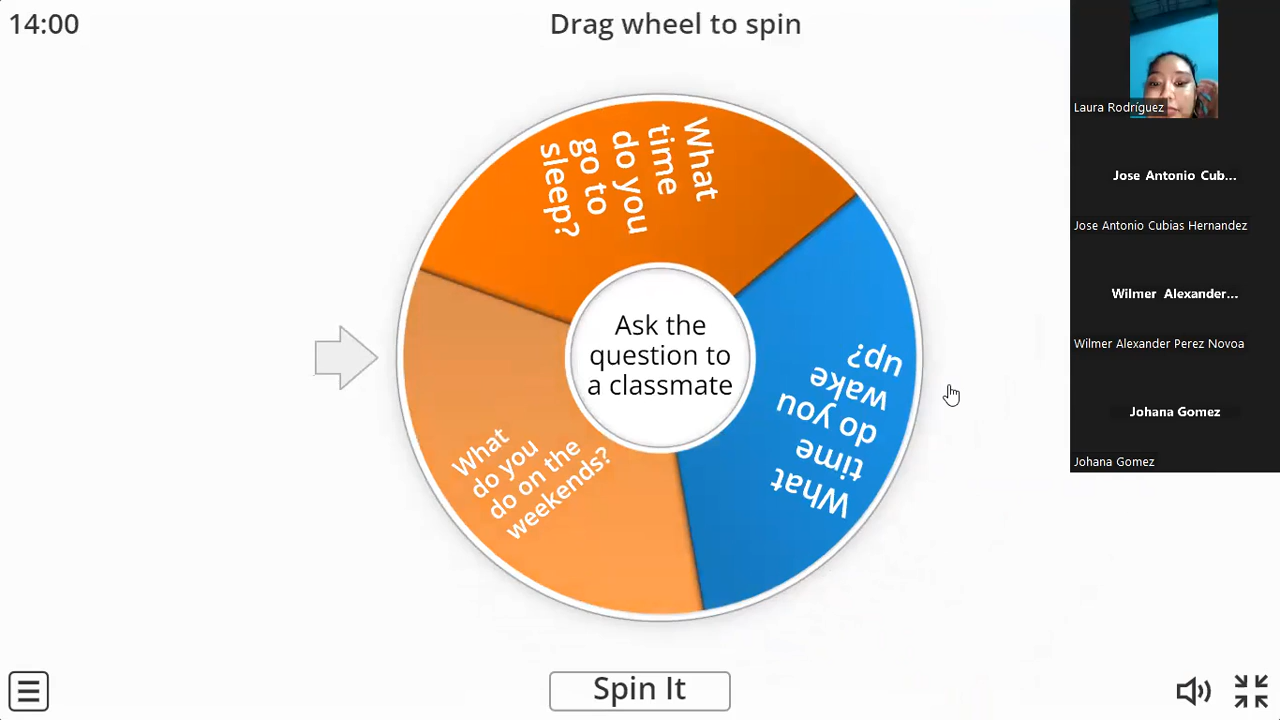 14:00
Drag wheel to spin
What
time
do you
go to
sleep?
What
time
do you
wake
up?
What
do you
do on the
weekends?
Ask the
question to
a classmate
Spin It
Laura Rodríguez
Jose Antonio Cub...
Jose Antonio Cubias Hernandez
Wilmer Alexander...
Wilmer Alexander Perez Novoa
Johana Gomez
Johana Gomez